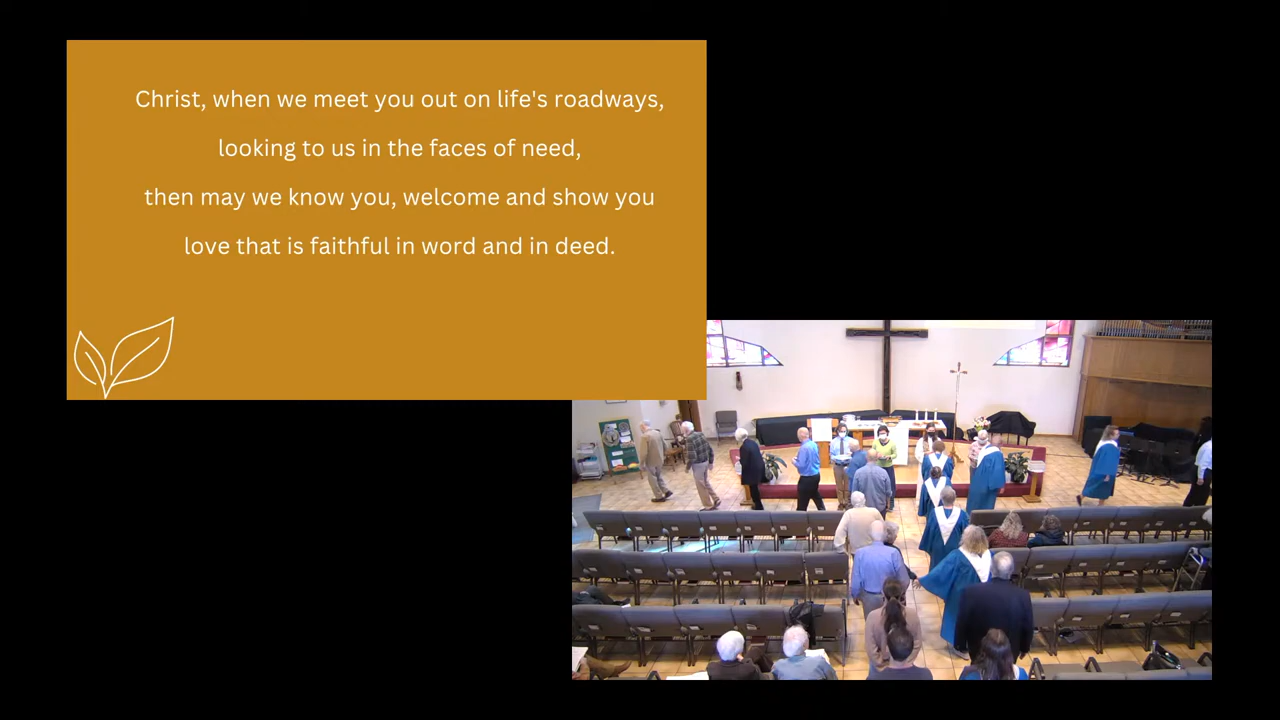 Christ, when we meet you out on life's roadways,
looking to us in the faces of need,
then may we know you, welcome and show you
love that is faithful in word and in deed.